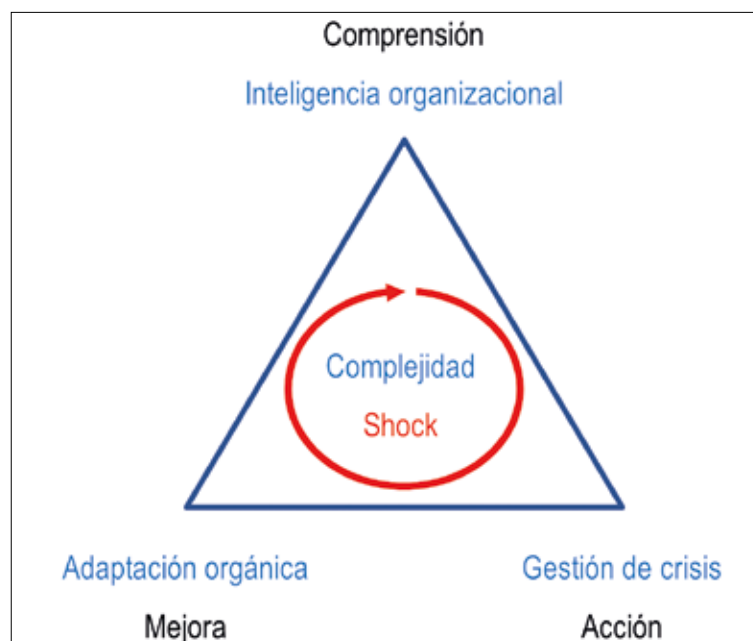 Comprensión
Inteligencia organizacional
Complejidad
Shock
Adaptación orgánica
Gestión de crisis
Mejora
Acción